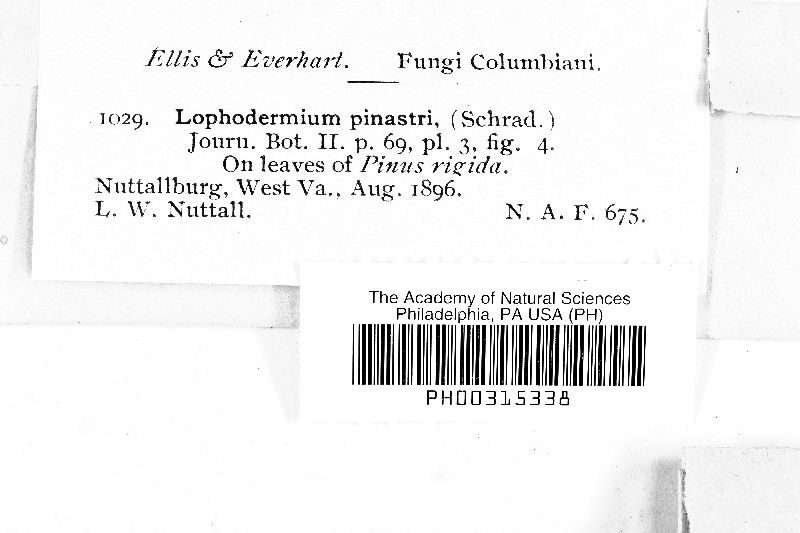 Ellis & Everhart. Fungi Columbiani.
1029. Lophodermium pinastri, (Schrad.)
Journ. Bot. II. p. 69, pl. 3, fig. 4.
On leaves of Pinus rigida.
Nuttallburg, West Va., Aug. 1896.
L. W. Nuttall. N. A. F. 675.
The Academy of Natural Sciences
Philadelphia, PA USA (PH)
PH00315338